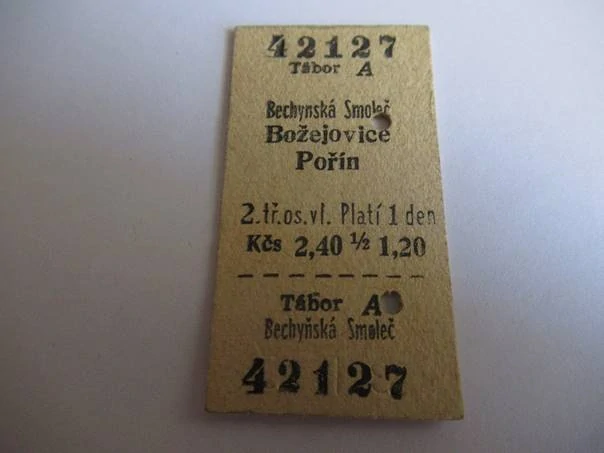 42127
Tábor A
Bechynská Smoleč
Božejovice
Pořín
2.tř.os.vl. Platí 1 den
Kčs 2,40 ½ 1,20
Tábor A
Bechyňská Smoleč
42127